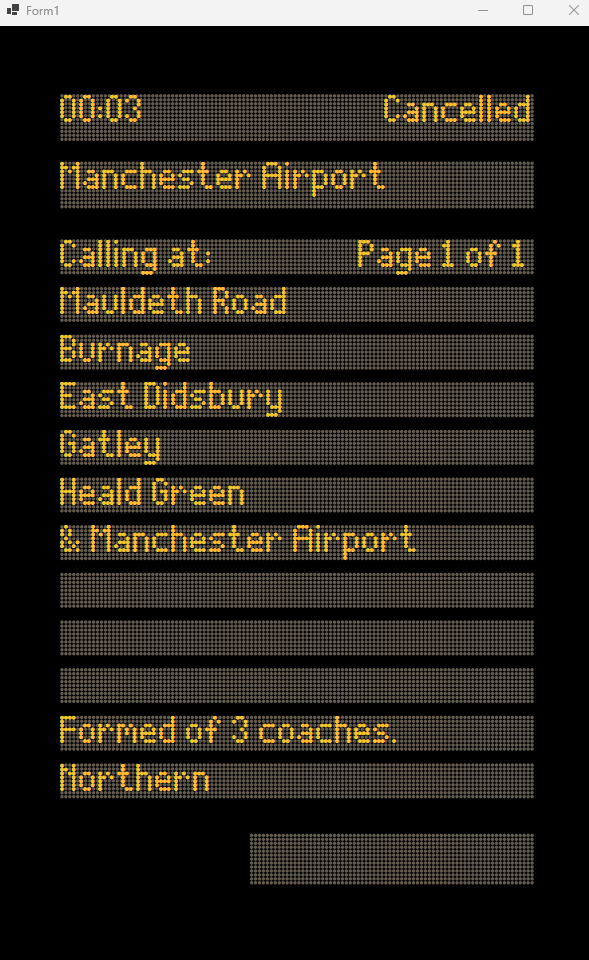 Form1
00:03 Cancelled
Manchester Airport
Calling at: Page 1 of 1
Mauldeth Road
Burnage
East Didsbury
Gatley
Heald Green
& Manchester Airport
Formed of 3 coaches.
Northern